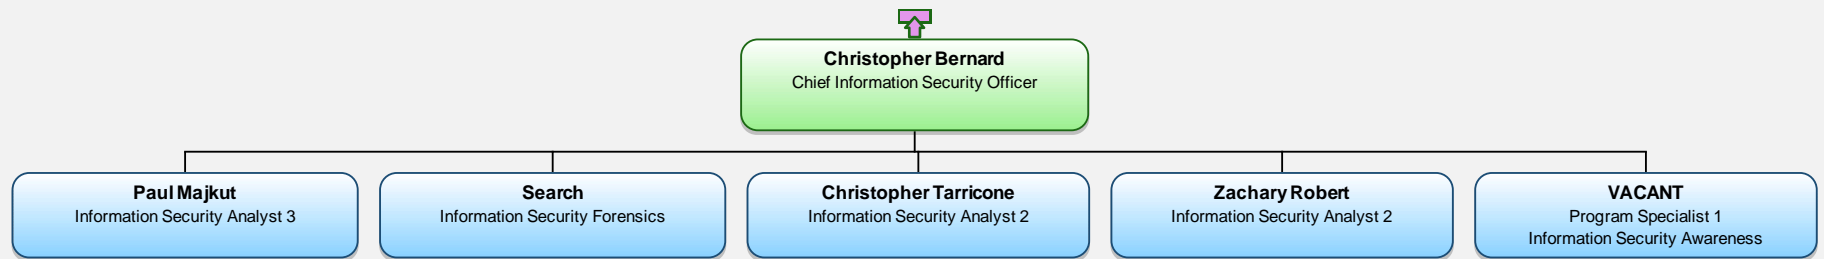 Christopher Bernard
Chief Information Security Officer
Paul Majkut
Information Security Analyst 3
Search
Information Security Forensics
Christopher Tarricone
Information Security Analyst 2
Zachary Robert
Information Security Analyst 2
VACANT
Program Specialist 1
Information Security Awareness